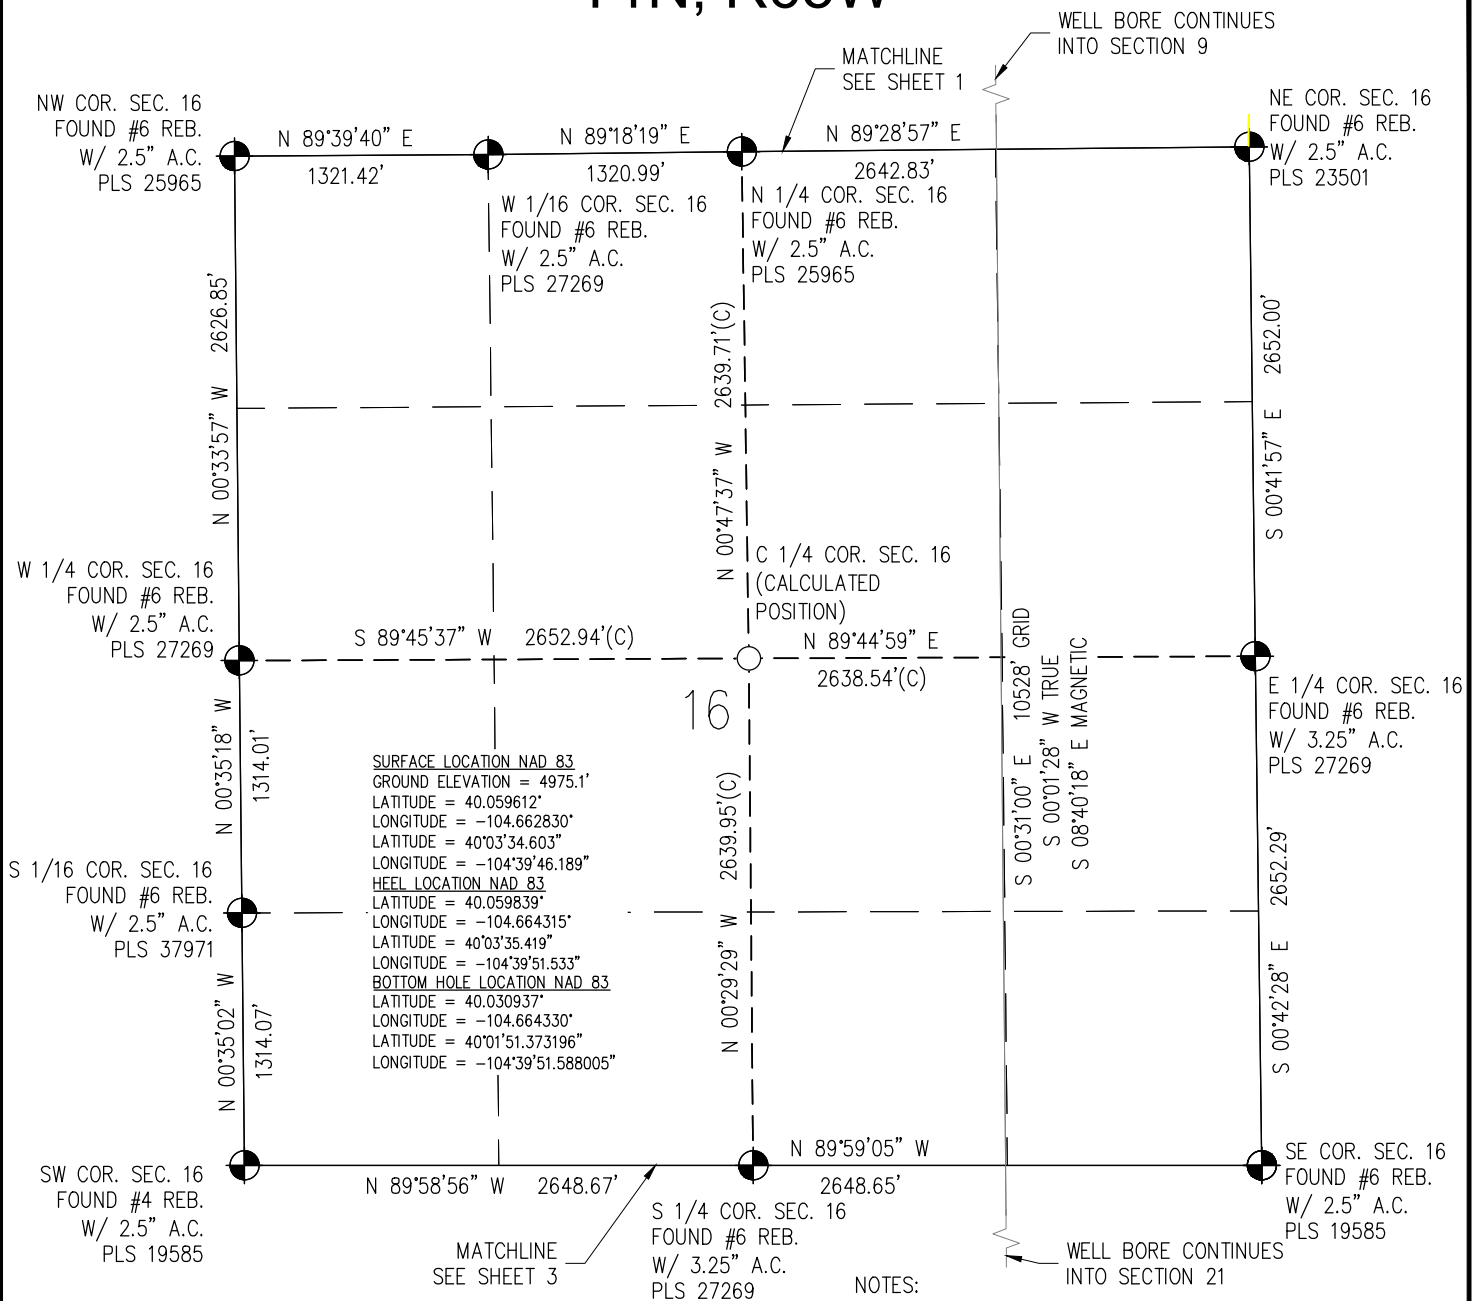 WELL BORE CONTINUES
INTO SECTION 9
MATCHLINE
SEE SHEET 1
NW COR. SEC. 16
FOUND #6 REB.
W/ 2.5" A.C.
PLS 25965
N 89°39'40" E
1321.42'
N 89°18'19" E
1320.99'
N 89°28'57" E
2642.83'
NE COR. SEC. 16
FOUND #6 REB.
W/ 2.5" A.C.
PLS 23501
W 1/16 COR. SEC. 16
FOUND #6 REB.
W/ 2.5" A.C.
PLS 27269
N 1/4 COR. SEC. 16
FOUND #6 REB.
W/ 2.5" A.C.
PLS 25965
N 00°33'57" W 2626.85'
N 00°47'37" W 2639.71'(C)
S 00°41'57" E 2652.00'
C 1/4 COR. SEC. 16
(CALCULATED
POSITION)
W 1/4 COR. SEC. 16
FOUND #6 REB.
W/ 2.5" A.C.
PLS 27269
S 89°45'37" W 2652.94'(C)
N 89°44'59" E
2638.54'(C)
16
E 1/4 COR. SEC. 16
FOUND #6 REB.
W/ 3.25" A.C.
PLS 27269
S 00°31'00" E 10528' GRID
S 00°01'28" W TRUE
S 08°40'18" E MAGNETIC
N 00°35'18" W
1314.01'
SURFACE LOCATION NAD 83
GROUND ELEVATION = 4975.1'
LATITUDE = 40.059612°
LONGITUDE = -104.662830°
LATITUDE = 40°03'34.603"
LONGITUDE = -104°39'46.189"
HEEL LOCATION NAD 83
LATITUDE = 40.059839°
LONGITUDE = -104.664315°
LATITUDE = 40°03'35.419"
LONGITUDE = -104°39'51.533"
BOTTOM HOLE LOCATION NAD 83
LATITUDE = 40.030937°
LONGITUDE = -104.664330°
LATITUDE = 40°01'51.373196"
LONGITUDE = -104°39'51.588005"
N 00°29'29" W 2639.95'(C)
S 00°42'28" E 2652.29'
S 1/16 COR. SEC. 16
FOUND #6 REB.
W/ 2.5" A.C.
PLS 37971
N 00°35'02" W
1314.07'
SW COR. SEC. 16
FOUND #4 REB.
W/ 2.5" A.C.
PLS 19585
N 89°58'56" W 2648.67'
N 89°59'05" W
2648.65'
SE COR. SEC. 16
FOUND #6 REB.
W/ 2.5" A.C.
PLS 19585
S 1/4 COR. SEC. 16
FOUND #6 REB.
W/ 3.25" A.C.
PLS 27269
MATCHLINE
SEE SHEET 3
WELL BORE CONTINUES
INTO SECTION 21
NOTES: